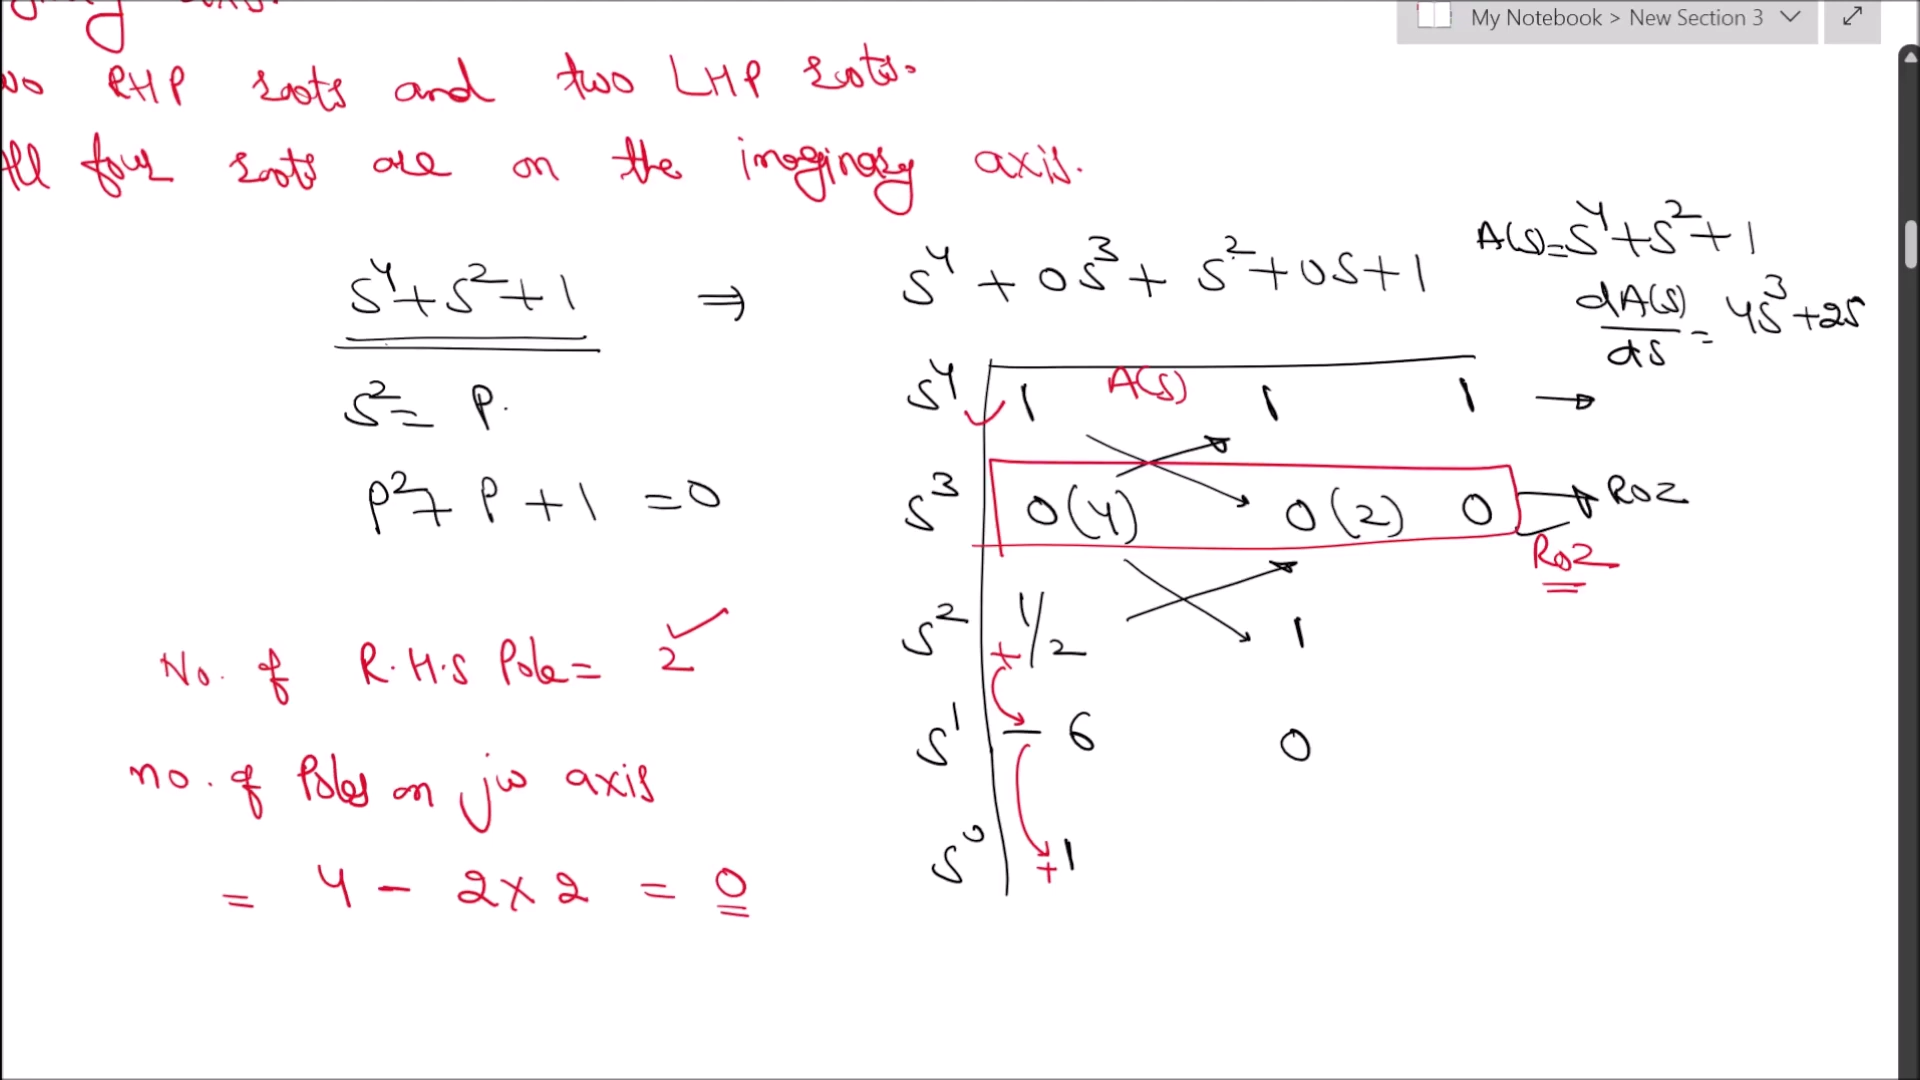 My Notebook > New Section 3
RHP roots and two LHP roots.
All four roots are on the imaginary axis.
s⁴+s²+1 ⇒ s⁴ + 0s³ + s²+0s+1
A(s)=s⁴+s²+1
dA(s)/ds = 4s³+2s
s²= P.
P²+ P + 1 =0
s⁴ 1 A(s) 1 1 →
s³ 0(4) 0(2) 0 → ROZ
ROZ
s² +1/2 1
s¹ - 6 0
s⁰ +1
No. of R.H.S Pole= 2 ✓
no. of Poles on jω axis
= 4 - 2x2 = 0